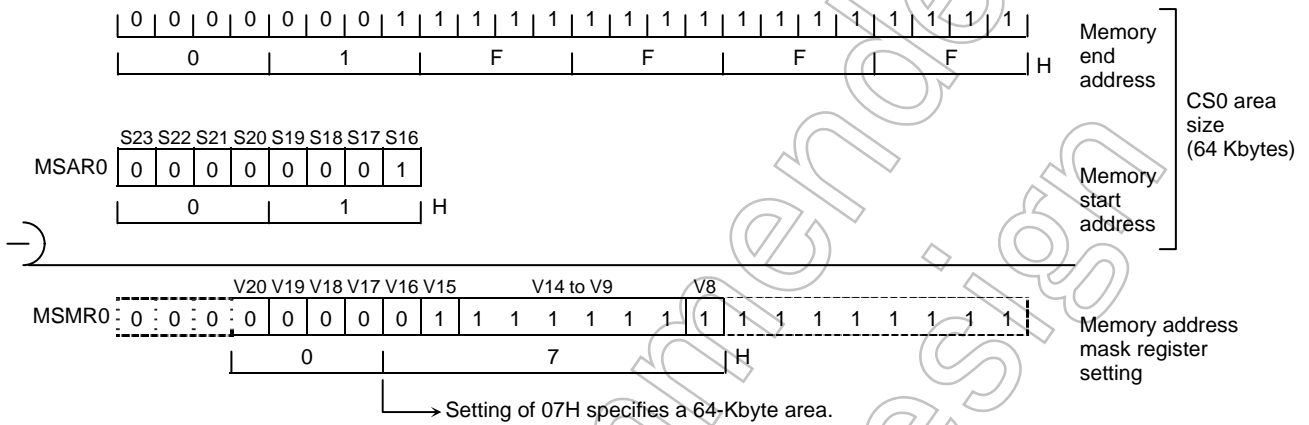 0 0 0 0 0 0 0 1 1 1 1 1 1 1 1 1 1 1 1 1 1 1 1 1
0 1 F F F F H
Memory end address
S23 S22 S21 S20 S19 S18 S17 S16
MSAR0 0 0 0 0 0 0 0 1
0 1 H
Memory start address
CS0 area size (64 Kbytes)
V20 V19 V18 V17 V16 V15 V14 to V9 V8
MSMR0 0 0 0 0 0 0 0 0 1 1 1 1 1 1 1 1 1 1 1 1 1 1 1 1
0 7 H
Memory address mask register setting
Setting of 07H specifies a 64-Kbyte area.